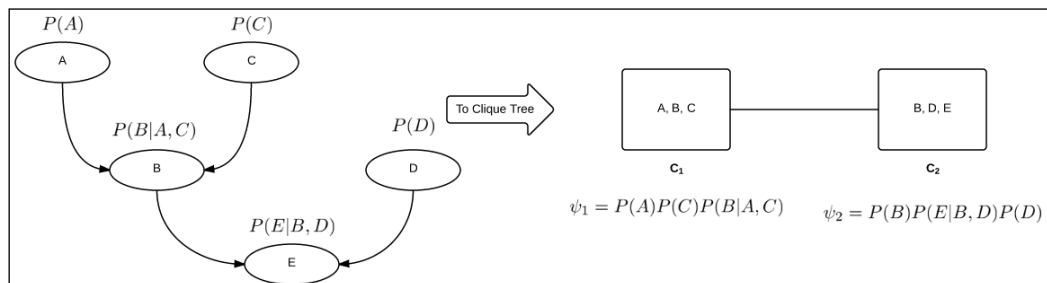 P(A)
P(C)
A
C
To Clique Tree
A, B, C
B, D, E
P(B|A, C)
P(D)
B
D
C₁
C₂
ψ₁ = P(A)P(C)P(B|A, C)
ψ₂ = P(B)P(E|B, D)P(D)
P(E|B, D)
E